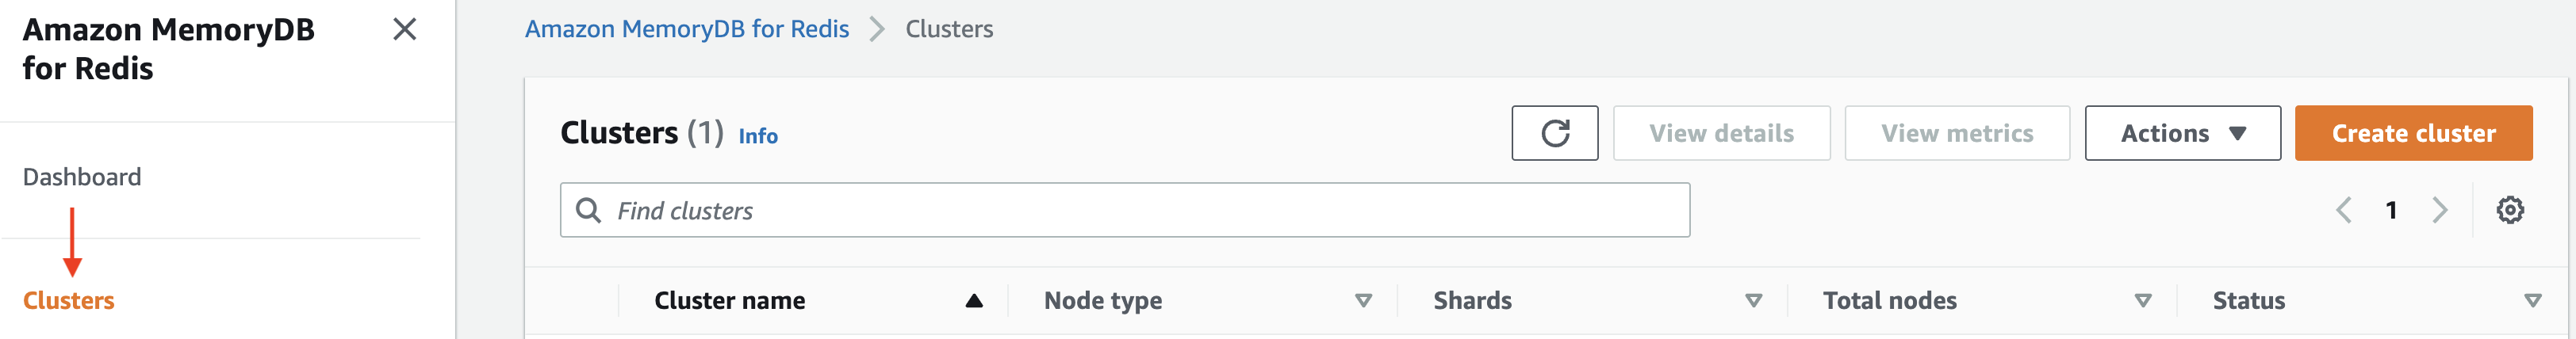 Amazon MemoryDB
for Redis
Dashboard
Clusters
Amazon MemoryDB for Redis Clusters
Clusters (1) Info
View details
View metrics
Actions
Create cluster
Find clusters
1
Cluster name
Node type
Shards
Total nodes
Status